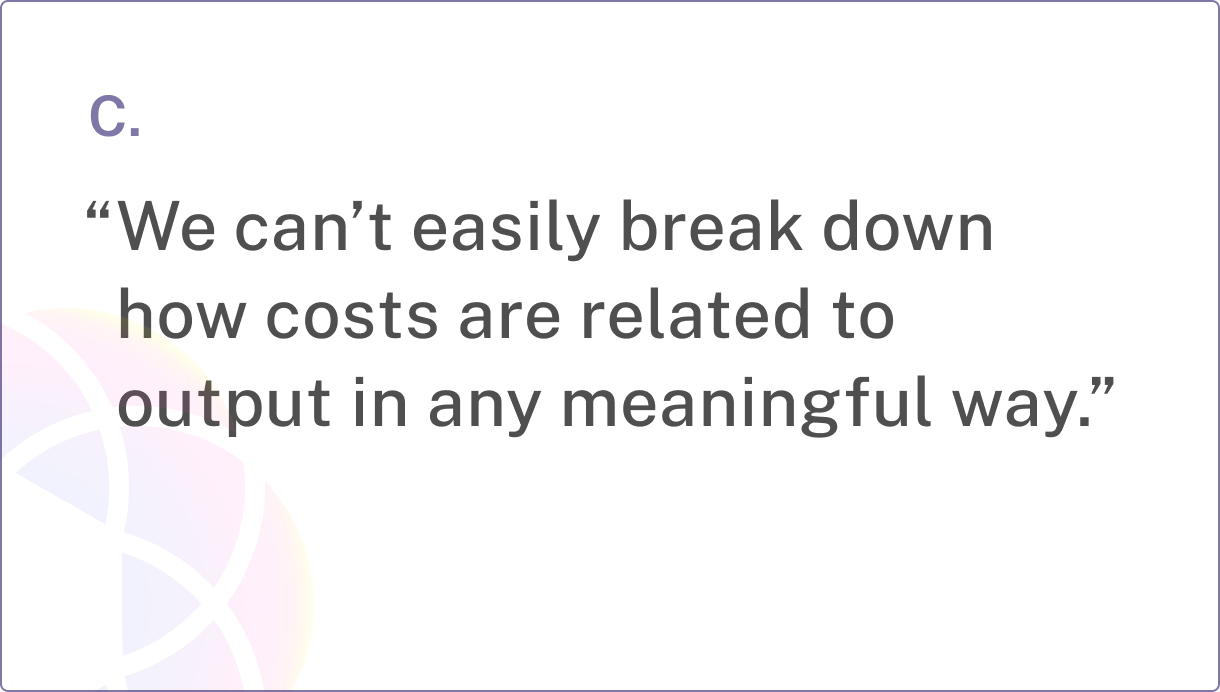 C.
“We can’t easily break down
how costs are related to
output in any meaningful way.”